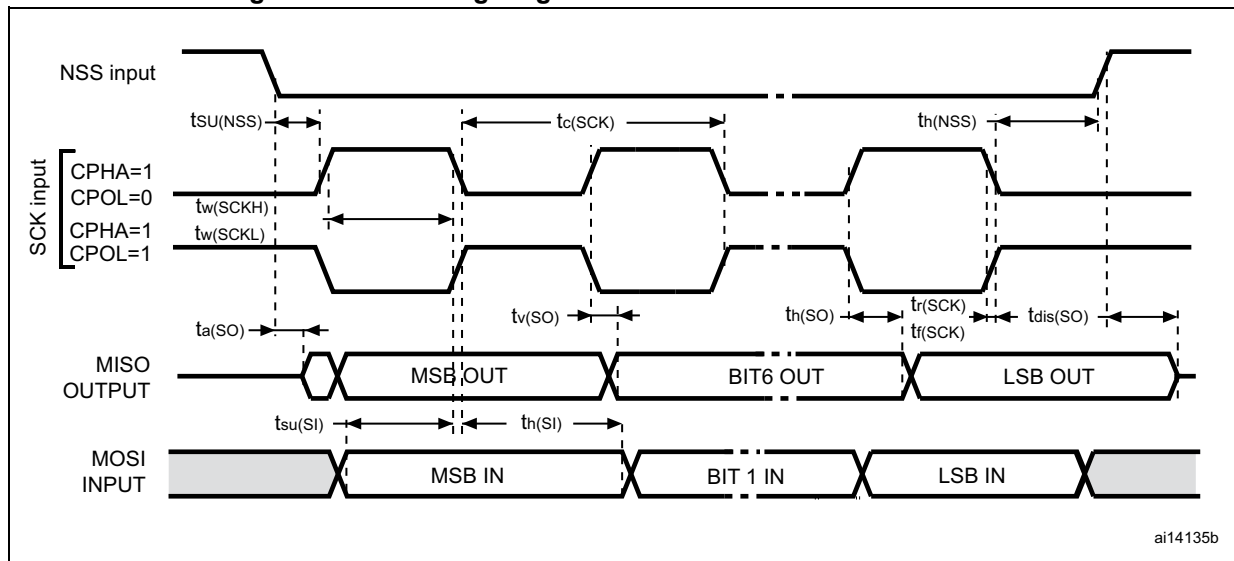 NSS input
tSU(NSS)
tc(SCK)
th(NSS)
SCK input
CPHA=1
CPOL=0
tw(SCKH)
CPHA=1
tw(SCKL)
CPOL=1
ta(SO)
tv(SO)
th(SO)
tr(SCK)
tf(SCK)
tdis(SO)
MISO
OUTPUT
MSB OUT
BIT6 OUT
LSB OUT
tsu(SI)
th(SI)
MOSI
INPUT
MSB IN
BIT 1 IN
LSB IN
ai14135b